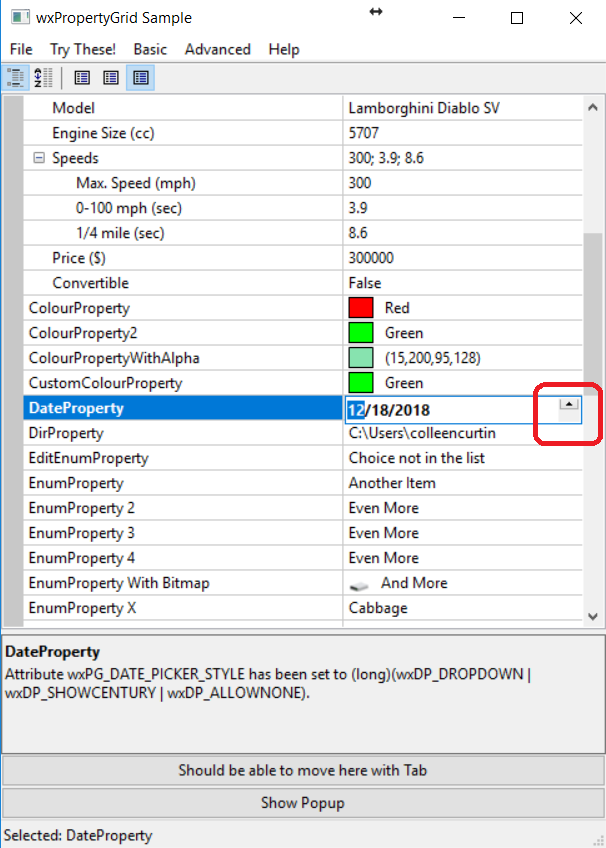 wxPropertyGrid Sample
File Try These! Basic Advanced Help
Model Lamborghini Diablo SV
Engine Size (cc) 5707
Speeds 300; 3.9; 8.6
Max. Speed (mph) 300
0-100 mph (sec) 3.9
1/4 mile (sec) 8.6
Price ($) 300000
Convertible False
ColourProperty Red
ColourProperty2 Green
ColourPropertyWithAlpha (15,200,95,128)
CustomColourProperty Green
DateProperty 12/18/2018
DirProperty C:\Users\colleencurtin
EditEnumProperty Choice not in the list
EnumProperty Another Item
EnumProperty 2 Even More
EnumProperty 3 Even More
EnumProperty 4 Even More
EnumProperty With Bitmap And More
EnumProperty X Cabbage
DateProperty
Attribute wxPG_DATE_PICKER_STYLE has been set to (long)(wxDP_DROPDOWN |
wxDP_SHOWCENTURY | wxDP_ALLOWNONE).
Should be able to move here with Tab
Show Popup
Selected: DateProperty